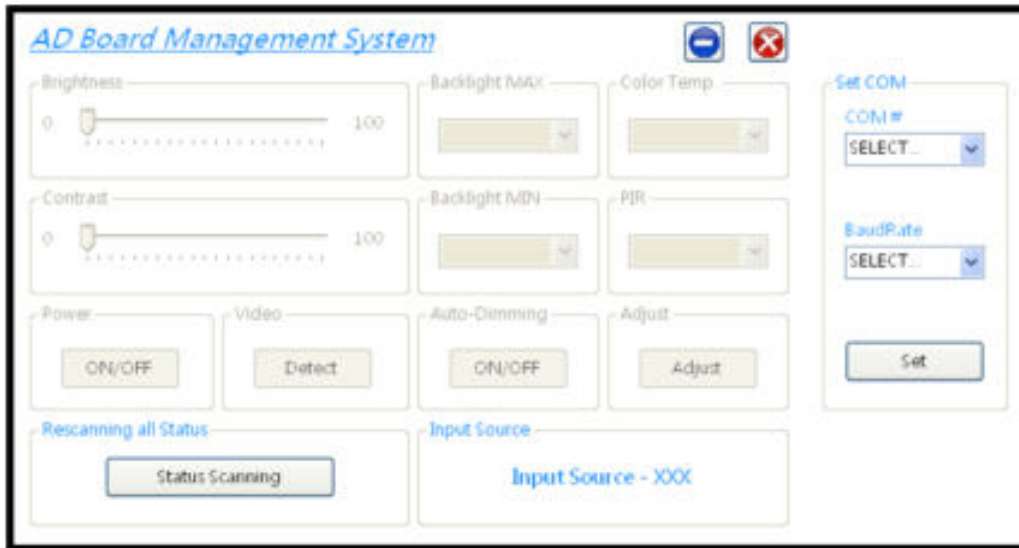 AD Board Management System
Brightness
0 100
Backlight MAX
Color Temp
Set COM
COM #
SELECT...
Contrast
0 100
Backlight MIN
PIR
BaudRate
SELECT...
Power
ON/OFF
Video
Detect
Auto-Dimming
ON/OFF
Adjust
Adjust
Set
Rescanning all Status
Status Scanning
Input Source
Input Source - XXX